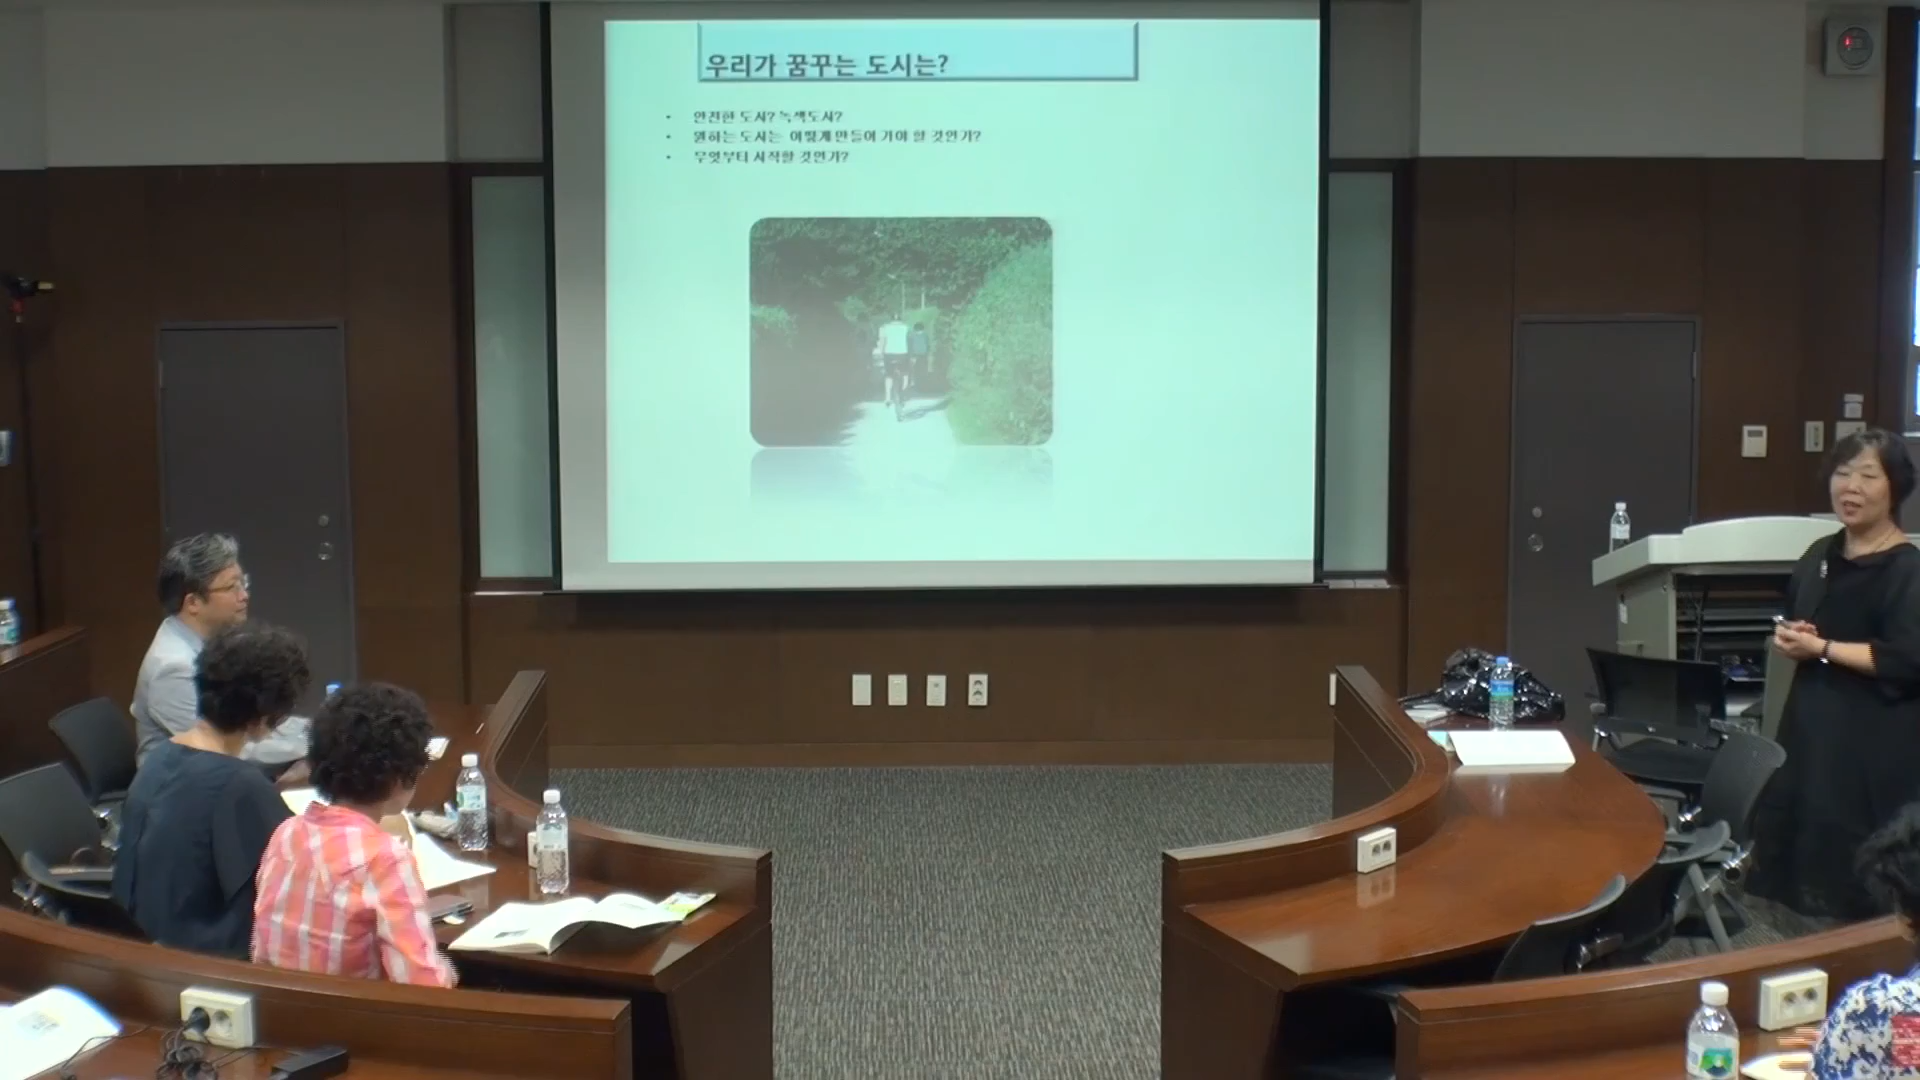 우리가 꿈꾸는 도시는?
안전한 도시? 녹색도시?
원하는 도시는 어떻게 만들어 가야 할 것인가?
무엇부터 시작할 것인가?